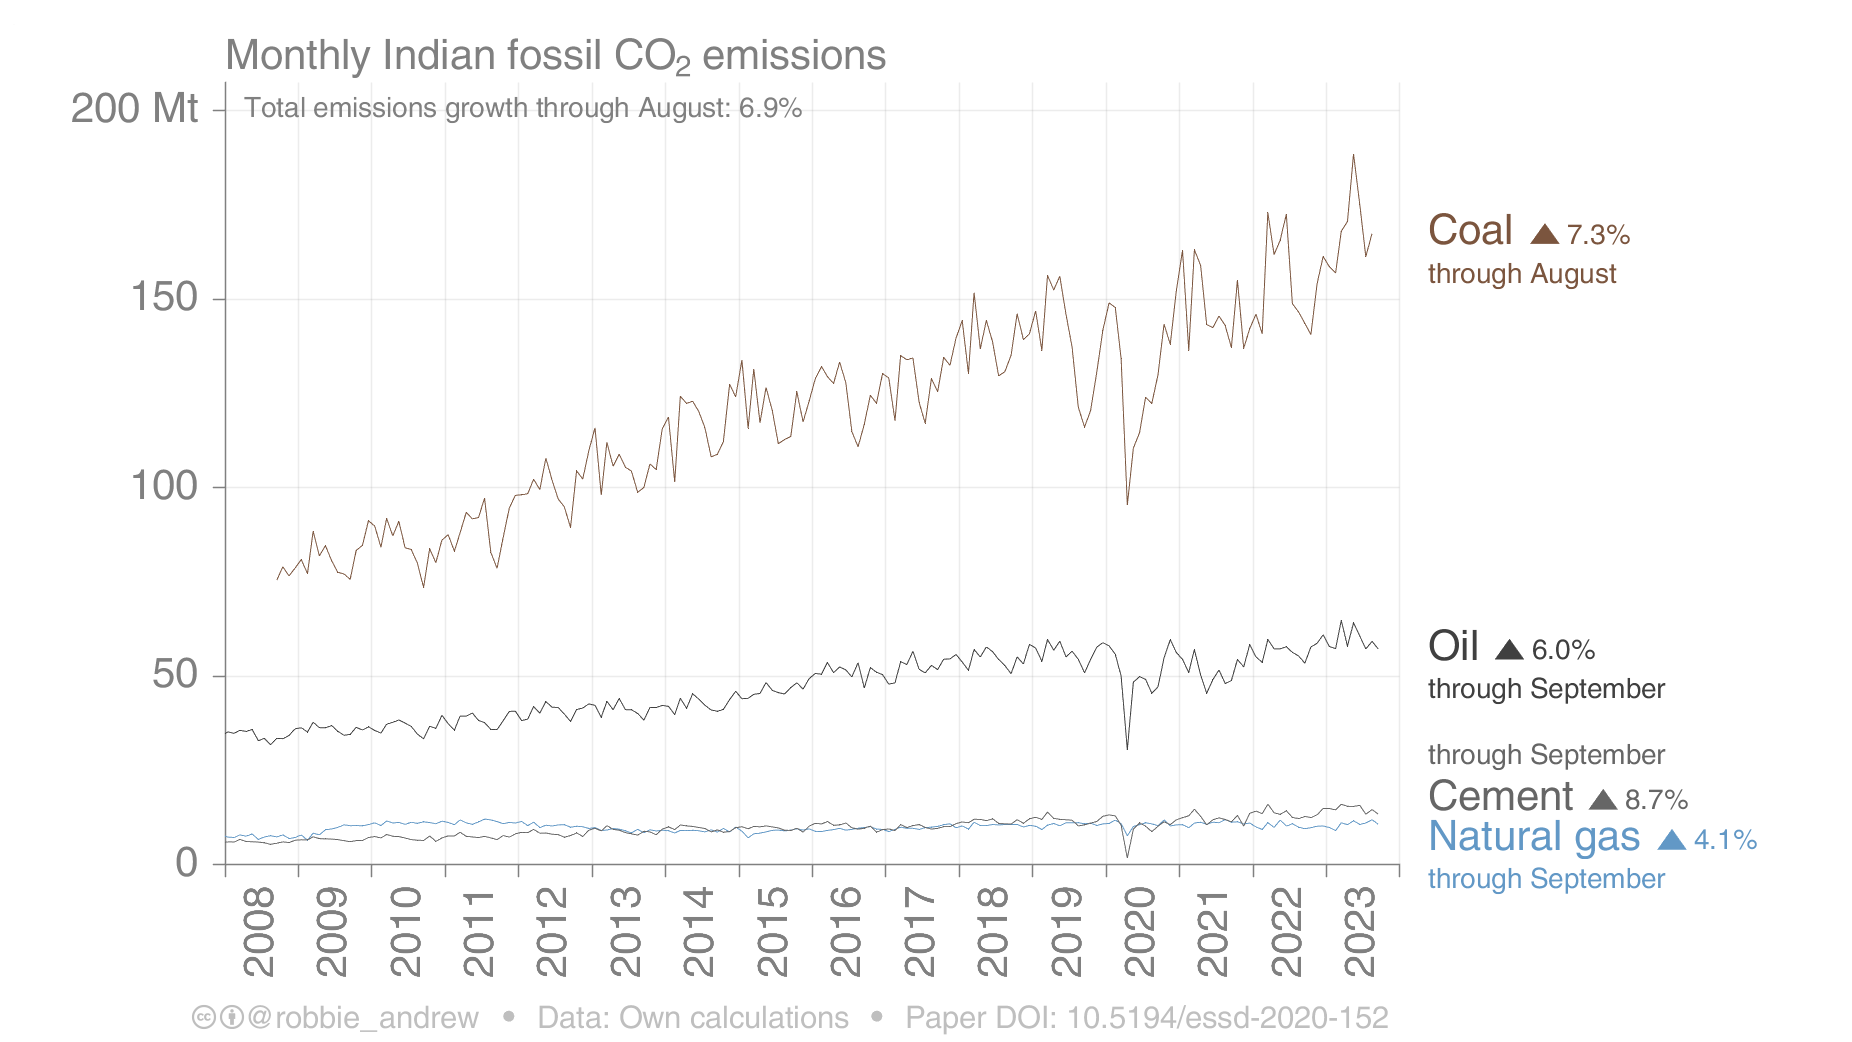 Monthly Indian fossil CO₂ emissions
Total emissions growth through August: 6.9%
200 Mt
150
100
50
0
Coal ▲ 7.3%
through August
Oil ▲ 6.0%
through September
through September
Cement ▲ 8.7%
Natural gas ▲ 4.1%
through September
2008 2009 2010 2011 2012 2013 2014 2015 2016 2017 2018 2019 2020 2021 2022 2023
@robbie_andrew • Data: Own calculations • Paper DOI: 10.5194/essd-2020-152